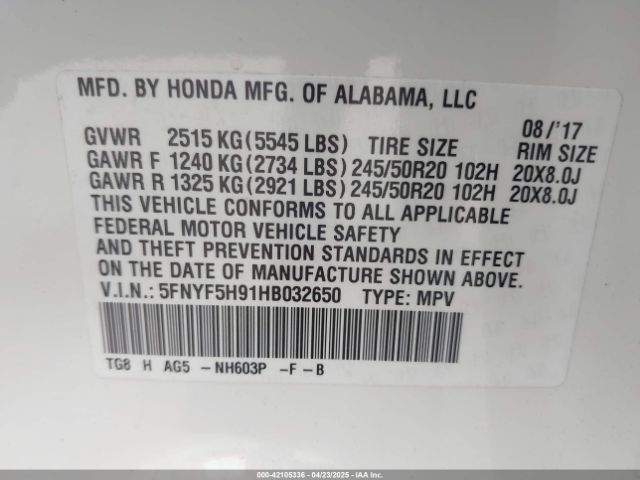 MFD. BY HONDA MFG. OF ALABAMA, LLC
08/'17
GVWR 2515 KG (5545 LBS) TIRE SIZE RIM SIZE
GAWR F 1240 KG (2734 LBS) 245/50R20 102H 20X8.0J
GAWR R 1325 KG (2921 LBS) 245/50R20 102H 20X8.0J
THIS VEHICLE CONFORMS TO ALL APPLICABLE
FEDERAL MOTOR VEHICLE SAFETY
AND THEFT PREVENTION STANDARDS IN EFFECT
ON THE DATE OF MANUFACTURE SHOWN ABOVE.
V.I.N.: 5FNYF5H91HB032650 TYPE: MPV
TG8 H AG5 -NH603P -F-B
000-42105336 - 04/23/2025 - IAAI Policy